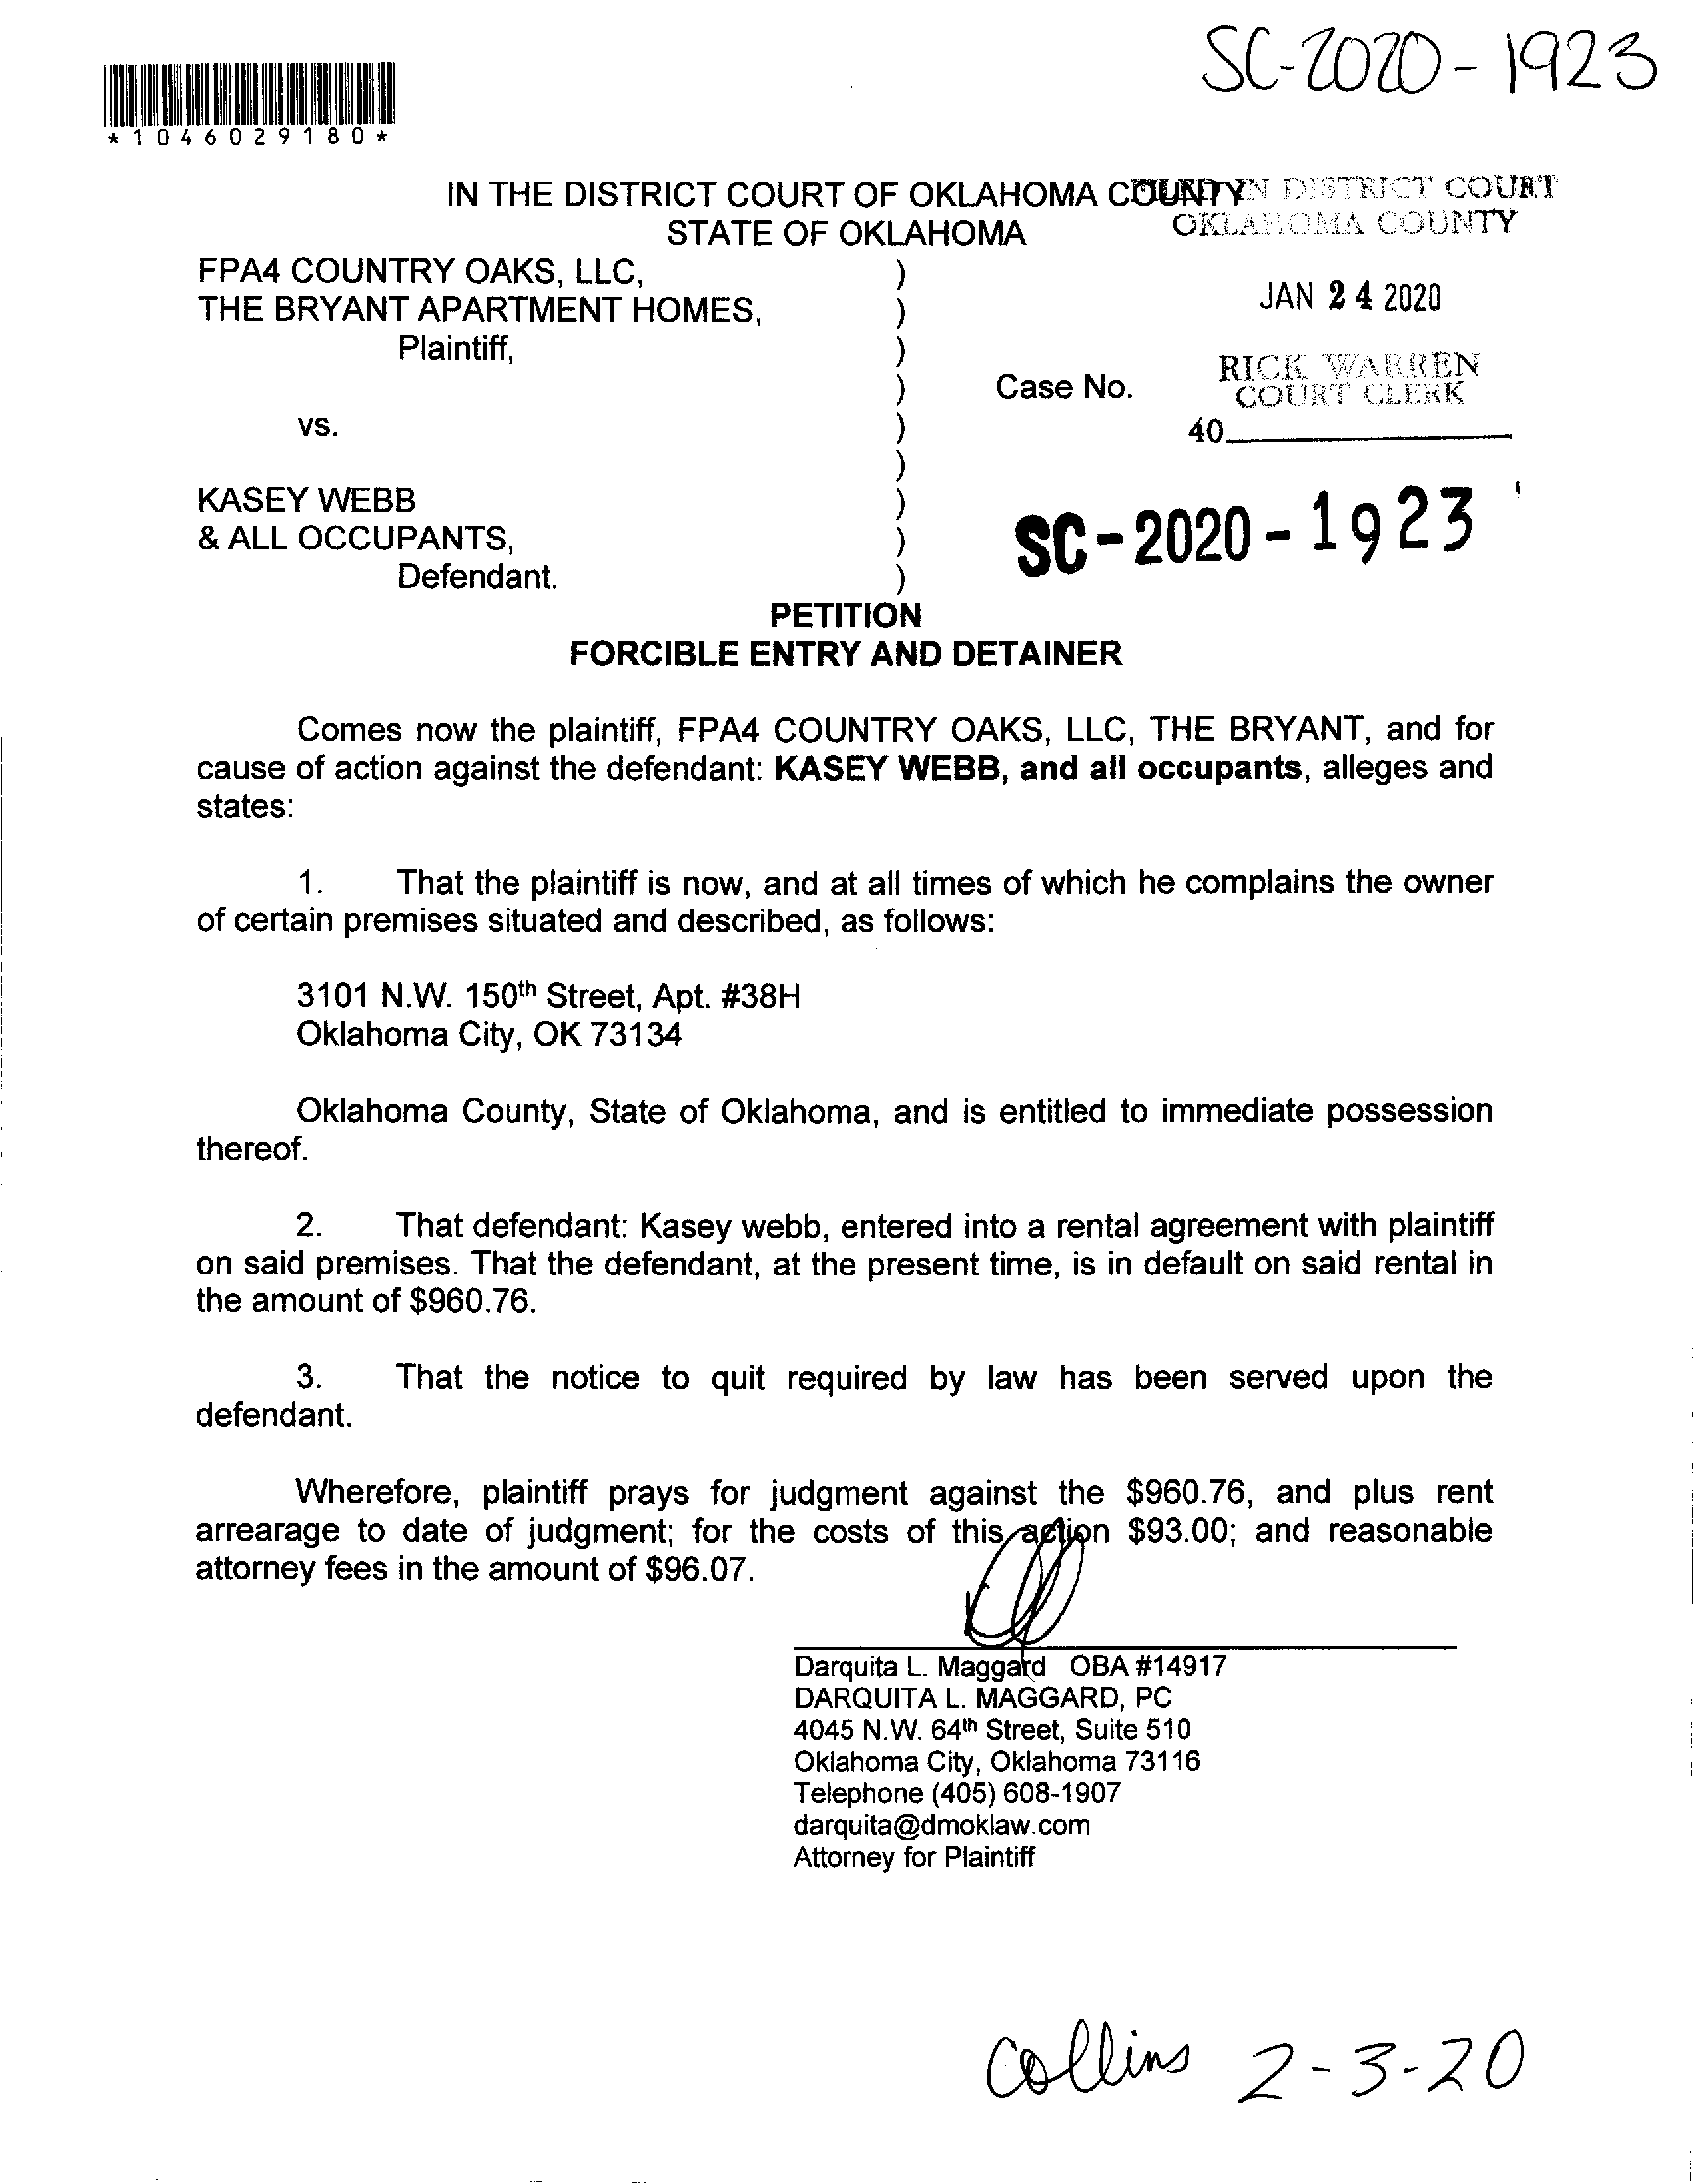 SC-2020-1923
*1046029180*
IN THE DISTRICT COURT OF OKLAHOMA COUNTY
STATE OF OKLAHOMA
IN DISTRICT COURT
OKLAHOMA COUNTY
FPA4 COUNTRY OAKS, LLC, )
THE BRYANT APARTMENT HOMES, )
Plaintiff, )
JAN 24 2020
) Case No.
RICK WARREN
COURT CLERK
vs. )
40
)
KASEY WEBB )
& ALL OCCUPANTS, )
SC-2020-1923
Defendant. )
PETITION
FORCIBLE ENTRY AND DETAINER
Comes now the plaintiff, FPA4 COUNTRY OAKS, LLC, THE BRYANT, and for
cause of action against the defendant: KASEY WEBB, and all occupants, alleges and
states:
1. That the plaintiff is now, and at all times of which he complains the owner
of certain premises situated and described, as follows:
3101 N.W. 150th Street, Apt. #38H
Oklahoma City, OK 73134
Oklahoma County, State of Oklahoma, and is entitled to immediate possession
thereof.
2. That defendant: Kasey webb, entered into a rental agreement with plaintiff
on said premises. That the defendant, at the present time, is in default on said rental in
the amount of $960.76.
3. That the notice to quit required by law has been served upon the
defendant.
Wherefore, plaintiff prays for judgment against the $960.76, and plus rent
arrearage to date of judgment; for the costs of this action $93.00; and reasonable
attorney fees in the amount of $96.07.
Darquita L. Maggard OBA #14917
DARQUITA L. MAGGARD, PC
4045 N.W. 64th Street, Suite 510
Oklahoma City, Oklahoma 73116
Telephone (405) 608-1907
darquita@dmoklaw.com
Attorney for Plaintiff
Collins 2-3-20